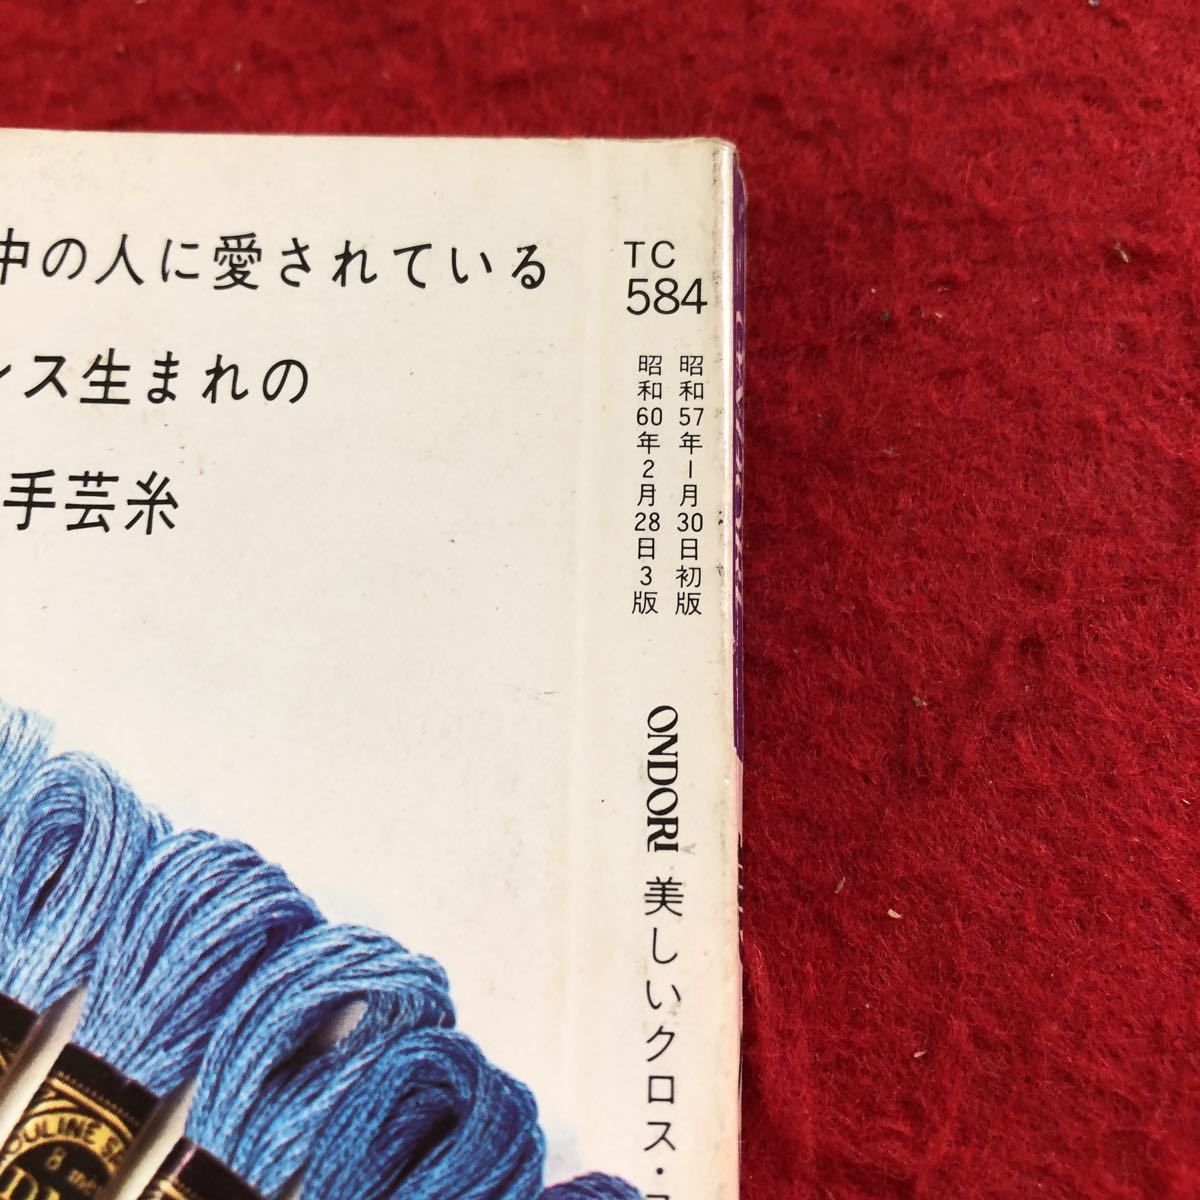 中の人に愛されている
ンス生まれの
手芸糸
TC
584
昭和57年1月30日初版
昭和60年2月28日3版
ONDORI 美しいクロス・
8